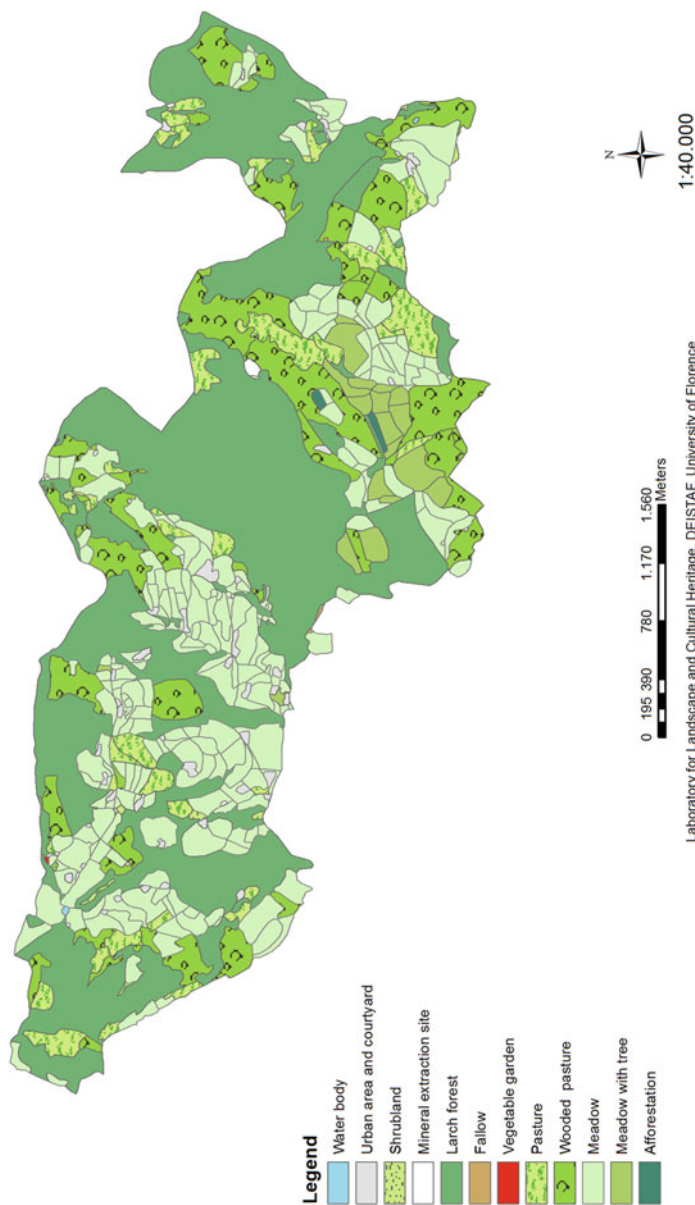 N
1:40.000
0 195 390 780 1.170 1.560
Meters
Laboratory for Landscape and Cultural Heritage, DEISTAF, University of Florence
Legend
Water body
Urban area and courtyard
Shrubland
Mineral extraction site
Larch forest
Fallow
Vegetable garden
Pasture
Wooded pasture
Meadow
Meadow with tree
Afforestation